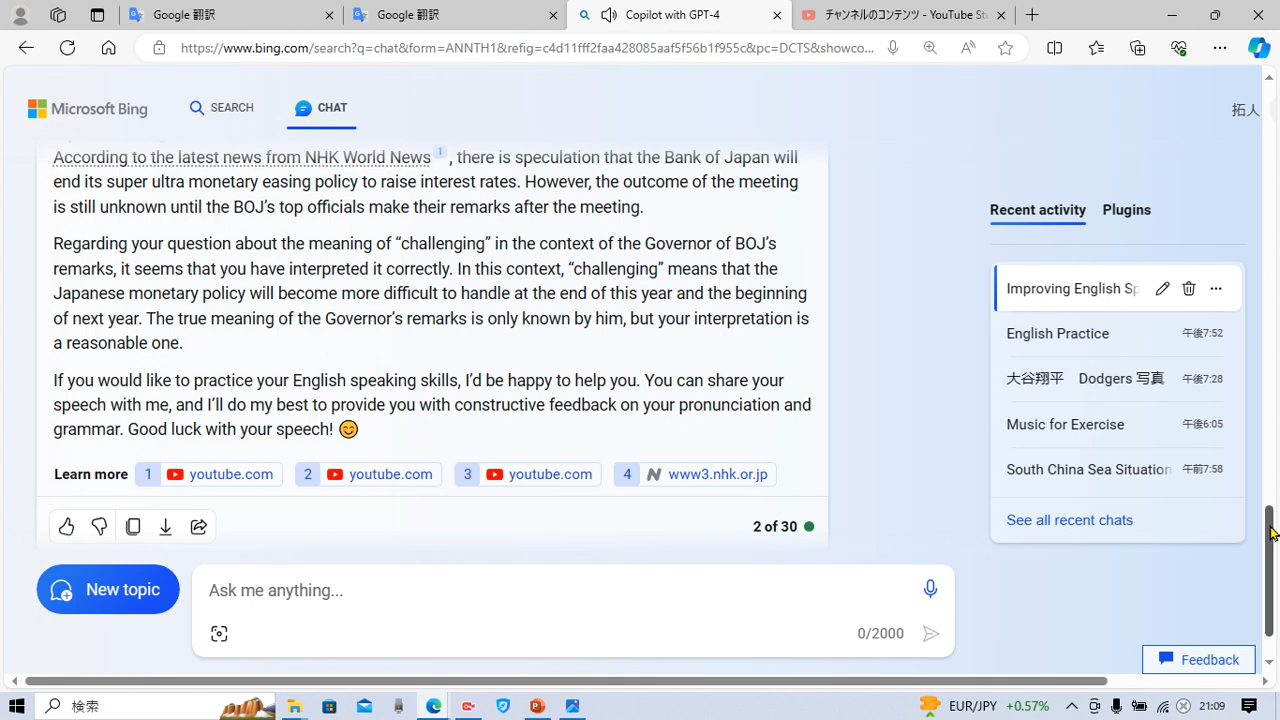 Google 翻訳
Google 翻訳
Copilot with GPT-4
チャンネルのコンテンツ - YouTube St
https://www.bing.com/search?q=chat&form=ANNTH1&refig=c4d11fff2faa428085aaf5f56b1f955c&pc=DCTS&showco...
Microsoft Bing
SEARCH
CHAT
拓人
According to the latest news from NHK World News 1 , there is speculation that the Bank of Japan will
end its super ultra monetary easing policy to raise interest rates. However, the outcome of the meeting
is still unknown until the BOJ's top officials make their remarks after the meeting.
Regarding your question about the meaning of “challenging” in the context of the Governor of BOJ's
remarks, it seems that you have interpreted it correctly. In this context, “challenging” means that the
Japanese monetary policy will become more difficult to handle at the end of this year and the beginning
of next year. The true meaning of the Governor's remarks is only known by him, but your interpretation is
a reasonable one.
If you would like to practice your English speaking skills, I'd be happy to help you. You can share your
speech with me, and I'll do my best to provide you with constructive feedback on your pronunciation and
grammar. Good luck with your speech! 😊
Learn more 1 youtube.com 2 youtube.com 3 youtube.com 4 www3.nhk.or.jp
2 of 30
Recent activity Plugins
Improving English Sp
English Practice 午後7:52
大谷翔平 Dodgers 写真 午後7:28
Music for Exercise 午後6:05
South China Sea Situation 午前7:58
See all recent chats
New topic
Ask me anything...
0/2000
Feedback
検索
EUR/JPY +0.57%
21:09